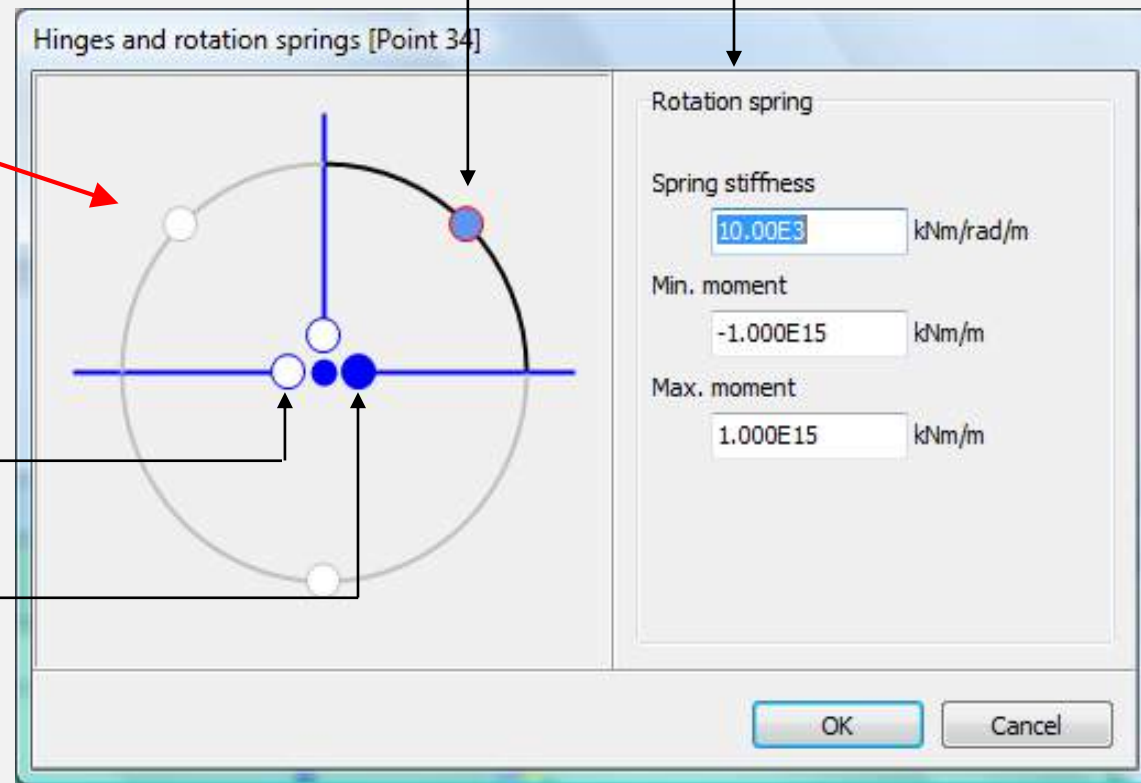 Hinges and rotation springs [Point 34]
Rotation spring
Spring stiffness
10.00E3 kNm/rad/m
Min. moment
-1.000E15 kNm/m
Max. moment
1.000E15 kNm/m
OK Cancel